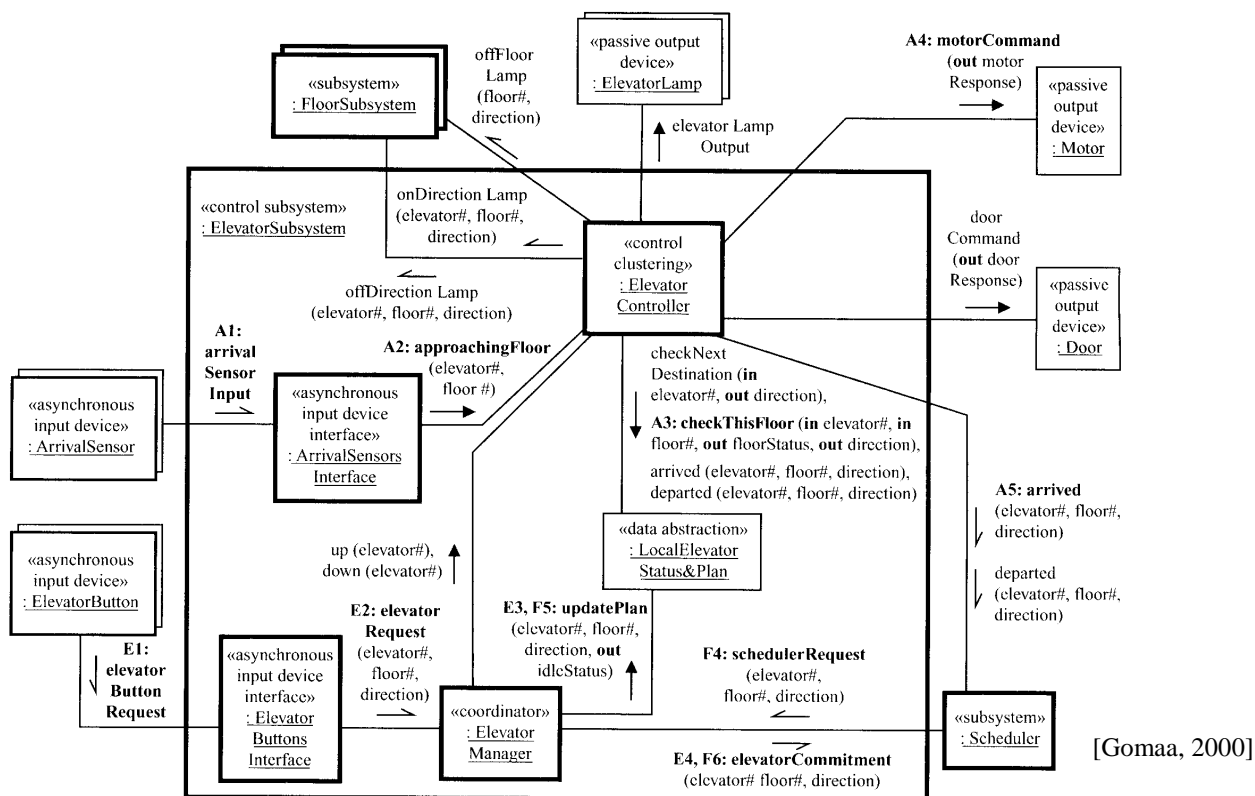 offFloor
Lamp
(floor#,
direction)
«subsystem»
: FloorSubsystem
«passive output
device»
: ElevatorLamp
elevator Lamp
Output
A4: motorCommand
(out motor
Response)
«passive
output
device»
: Motor
«control subsystem»
: ElevatorSubsystem
onDirection Lamp
(elevator#, floor#,
direction)
offDirection Lamp
(elevator#, floor#, direction)
«control
clustering»
: Elevator
Controller
door
Command
(out door
Response)
«passive
output
device»
: Door
A1:
arrival
Sensor
Input
A2: approachingFloor
(elevator#,
floor #)
«asynchronous
input device»
: ArrivalSensor
«asynchronous
input device
interface»
: ArrivalSensors
Interface
checkNext
Destination (in
elevator#, out direction),
A3: checkThisFloor (in elevator#, in
floor#, out floorStatus, out direction),
arrived (elevator#, floor#, direction),
departed (elevator#, floor#, direction)
A5: arrived
(elevator#, floor#,
direction)
departed
(elevator#, floor#,
direction)
«data abstraction»
: LocalElevator
Status&Plan
«asynchronous
input device»
: ElevatorButton
up (elevator#),
down (elevator#)
E1:
elevator
Button
Request
«asynchronous
input device
interface»
: Elevator
Buttons
Interface
E2: elevator
Request
(elevator#,
floor#,
direction)
E3, F5: updatePlan
(elevator#, floor#,
direction, out
idleStatus)
F4: schedulerRequest
(elevator#,
floor#, direction)
«coordinator»
: Elevator
Manager
E4, F6: elevatorCommitment
(elevator# floor#, direction)
«subsystem»
: Scheduler
[Gomaa, 2000]